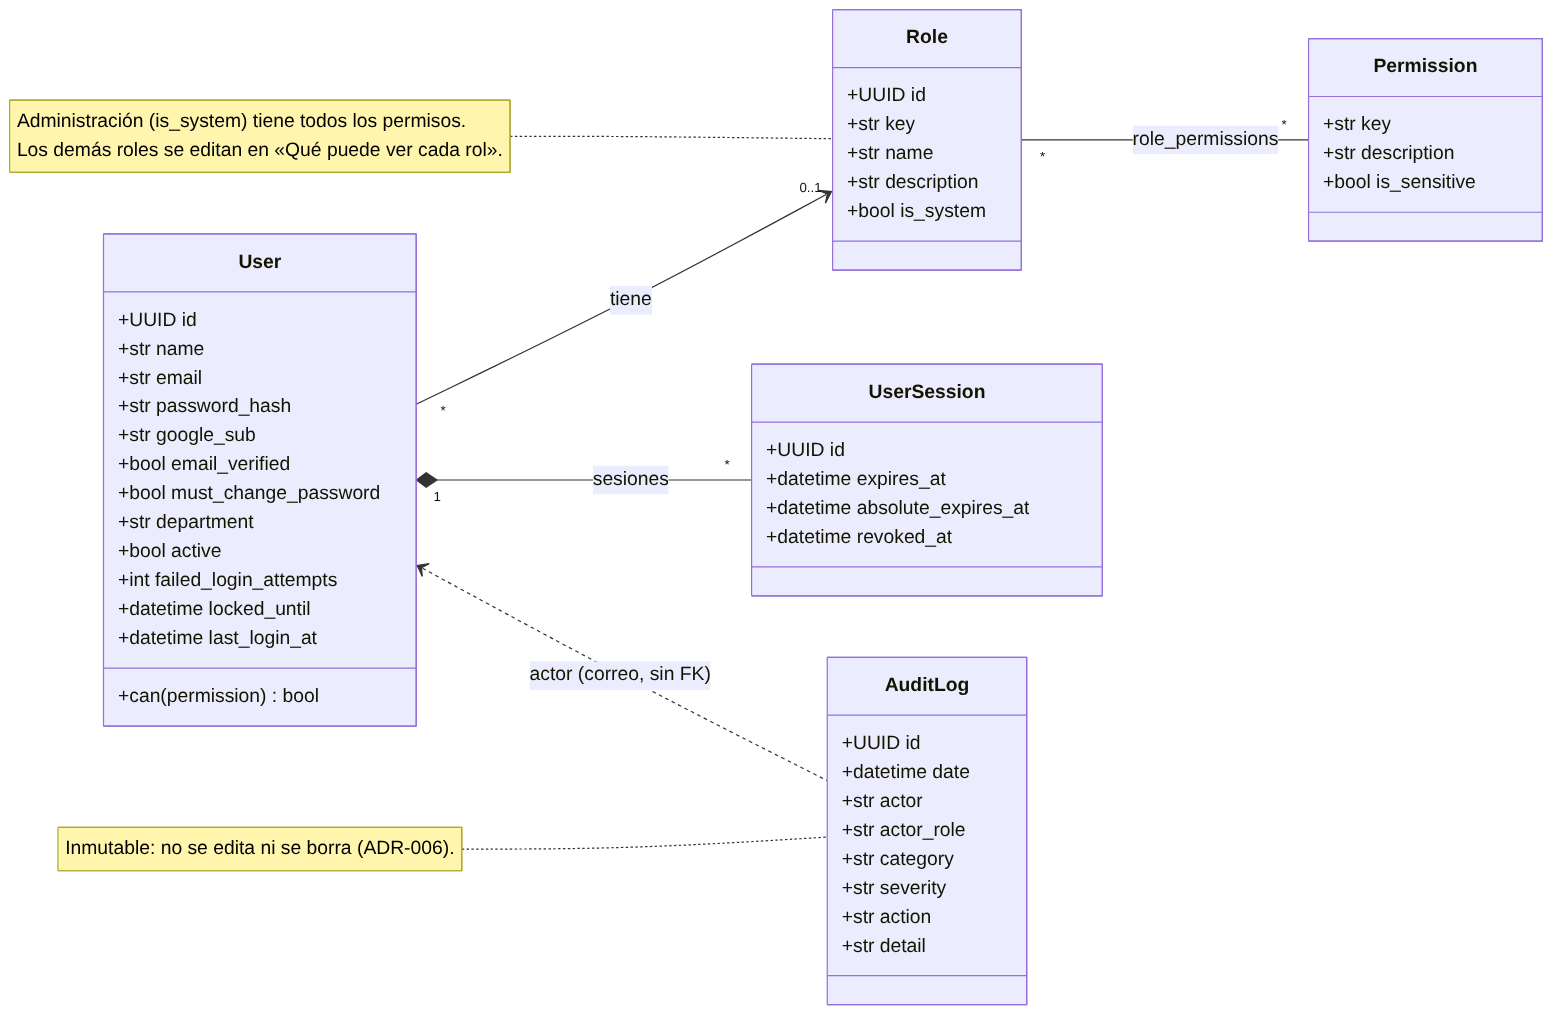 Administración (is_system) tiene todos los permisos.
Los demás roles se editan en «Qué puede ver cada rol».
Role
+UUID id
+str key
+str name
+str description
+bool is_system
*
role_permissions
*
Permission
+str key
+str description
+bool is_sensitive
0..1
tiene
*
User
+UUID id
+str name
+str email
+str password_hash
+str google_sub
+bool email_verified
+bool must_change_password
+str department
+bool active
+int failed_login_attempts
+datetime locked_until
+datetime last_login_at
+can(permission) : bool
1
sesiones
*
UserSession
+UUID id
+datetime expires_at
+datetime absolute_expires_at
+datetime revoked_at
actor (correo, sin FK)
Inmutable: no se edita ni se borra (ADR-006).
AuditLog
+UUID id
+datetime date
+str actor
+str actor_role
+str category
+str severity
+str action
+str detail